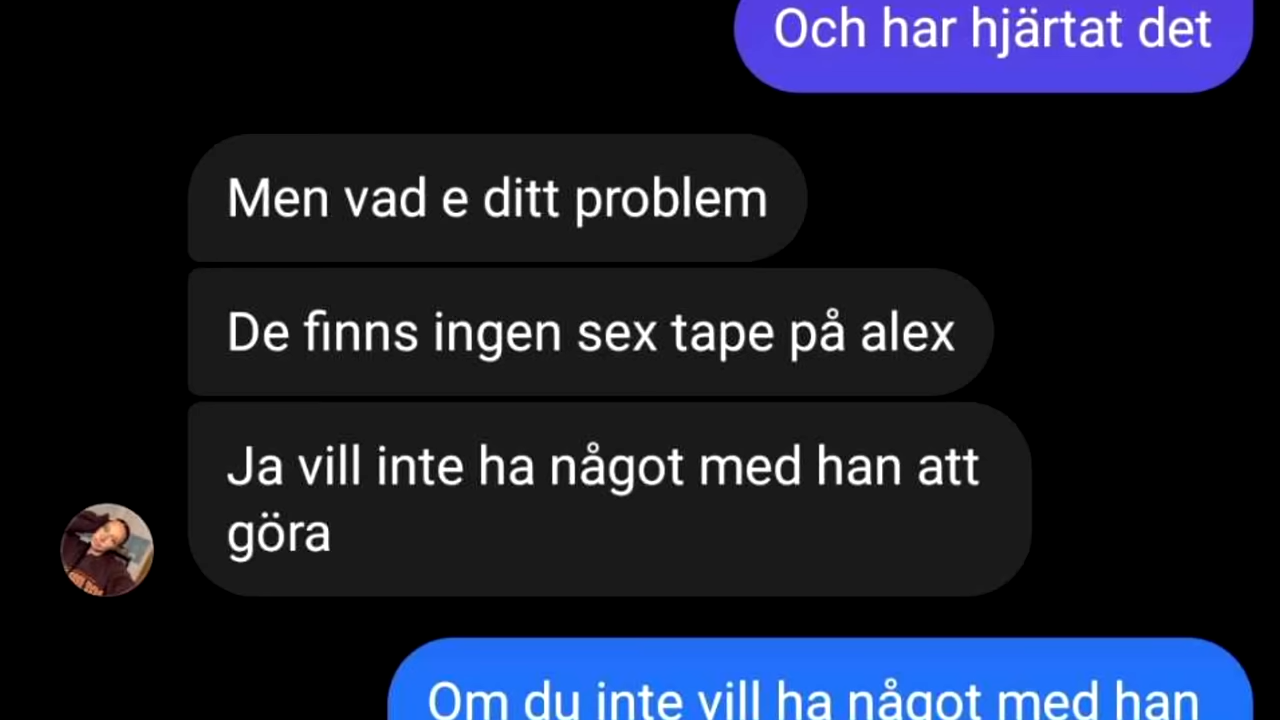 Och har hjärtat det
Men vad e ditt problem
De finns ingen sex tape på alex
Ja vill inte ha något med han att
göra
Om du inte vill ha något med han